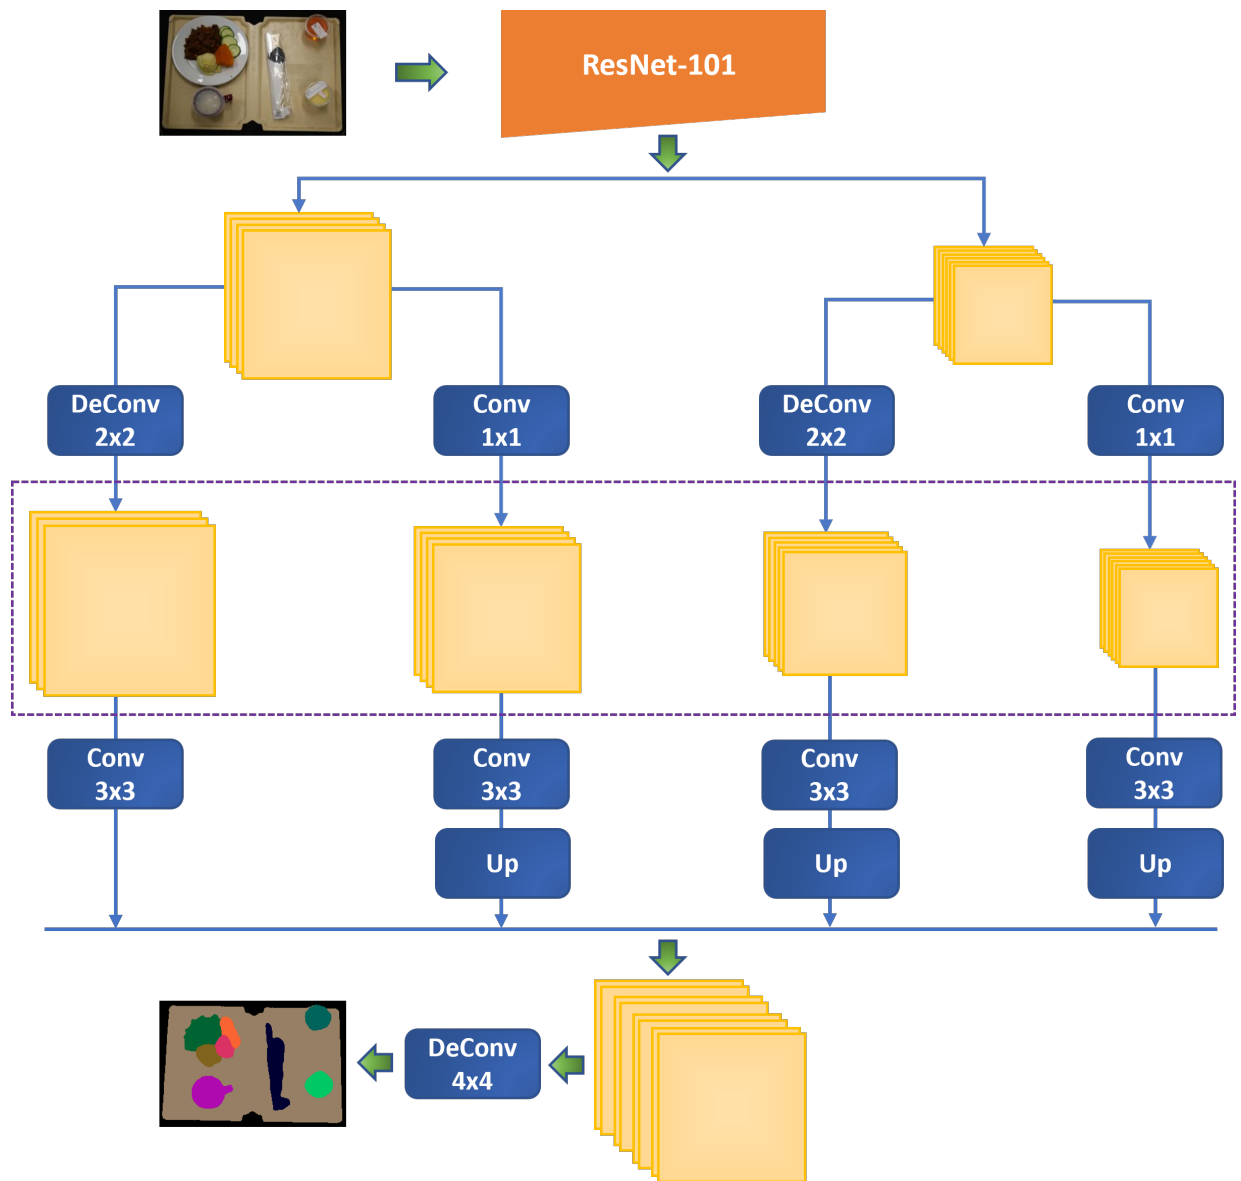 ResNet-101
DeConv
2x2
Conv
1x1
DeConv
2x2
Conv
1x1
Conv
3x3
Conv
3x3
Conv
3x3
Conv
3x3
Up
Up
Up
DeConv
4x4